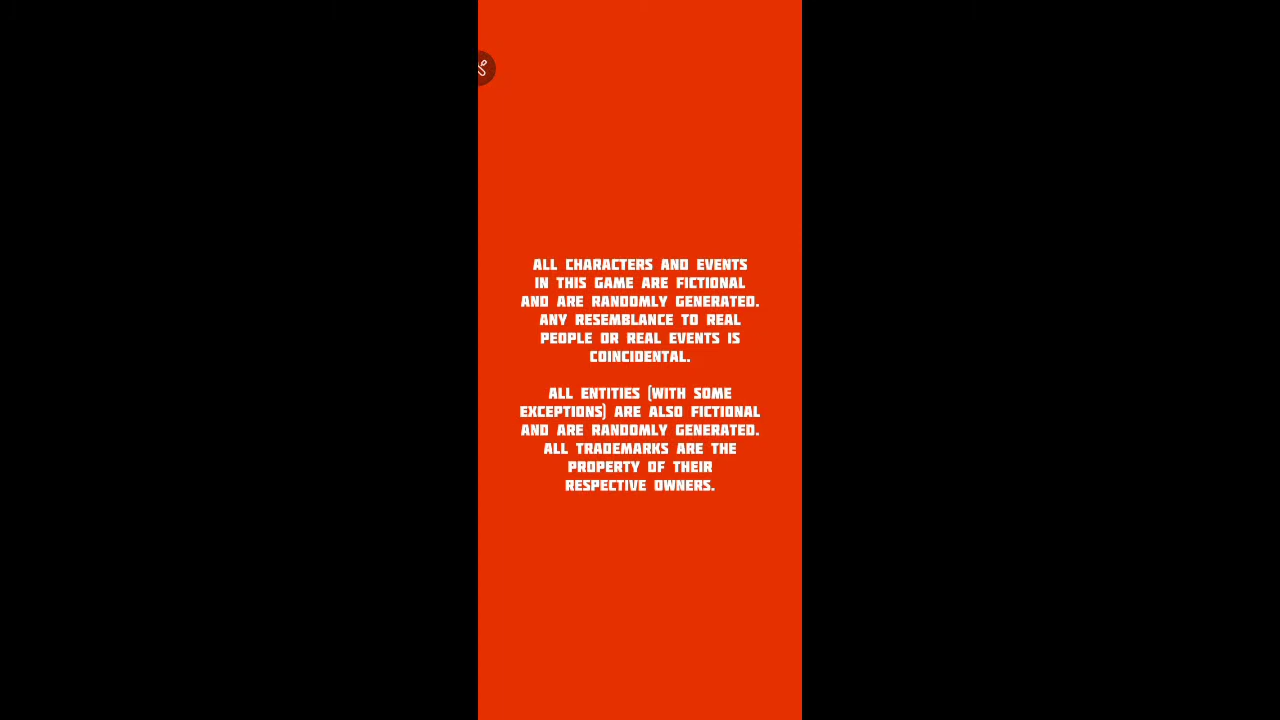 ALL CHARACTERS AND EVENTS
IN THIS GAME ARE FICTIONAL
AND ARE RANDOMLY GENERATED.
ANY RESEMBLANCE TO REAL
PEOPLE OR REAL EVENTS IS
COINCIDENTAL.
ALL ENTITIES (WITH SOME
EXCEPTIONS) ARE ALSO FICTIONAL
AND ARE RANDOMLY GENERATED.
ALL TRADEMARKS ARE THE
PROPERTY OF THEIR
RESPECTIVE OWNERS.